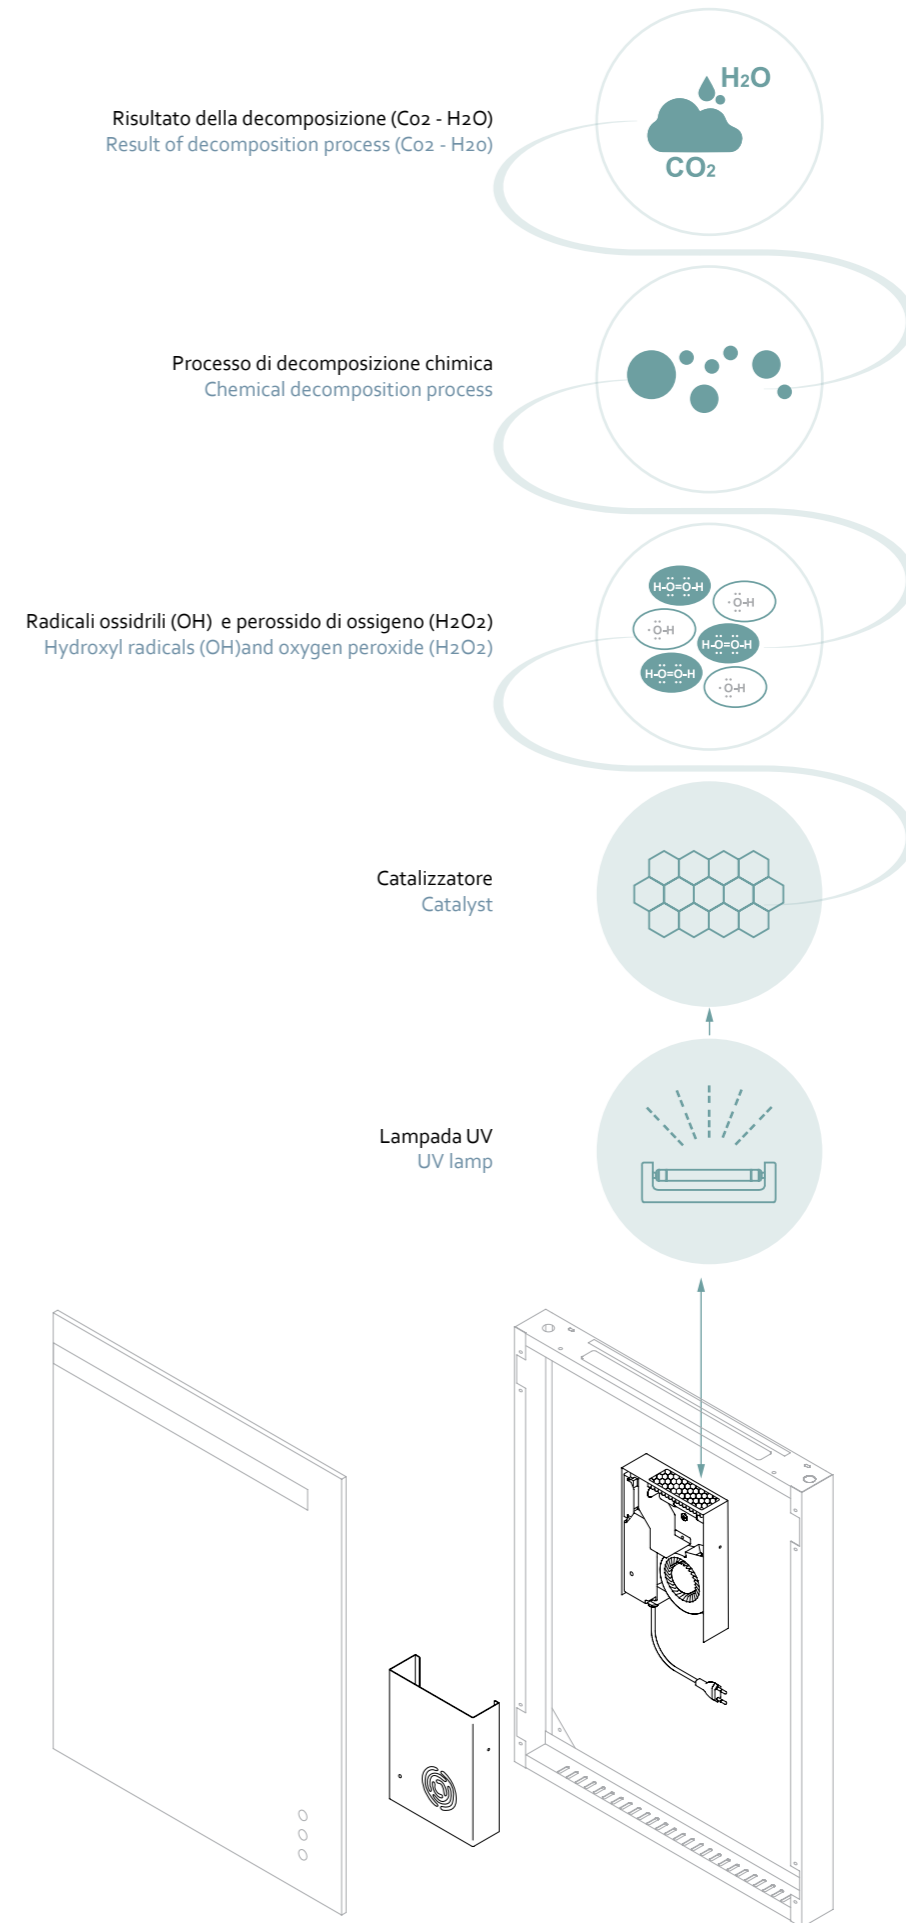 H2O
CO2
Risultato della decomposizione (Co2 - H2O)
Result of decomposition process (Co2 - H20)
Processo di decomposizione chimica
Chemical decomposition process
H-O=O-H
·O-H
·O-H
H-O=O-H
H-O=O-H
·O-H
Radicali ossidrili (OH)  e perossido di ossigeno (H2O2)
Hydroxyl radicals (OH)and oxygen peroxide (H2O2)
Catalizzatore
Catalyst
Lampada UV
UV lamp